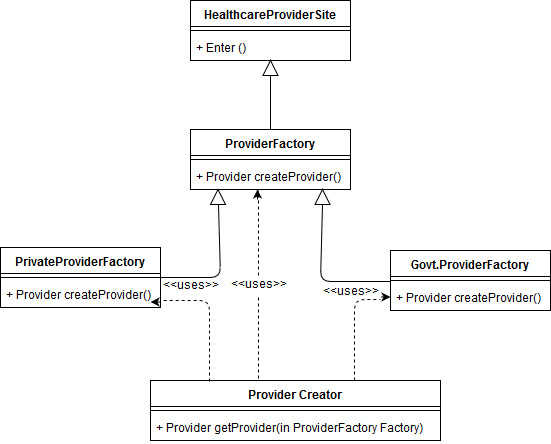 HealthcareProviderSite
+ Enter ()
ProviderFactory
+ Provider createProvider()
PrivateProviderFactory
+ Provider createProvider()
<<uses>>
<<uses>>
<<uses>>
Govt.ProviderFactory
+ Provider createProvider()
Provider Creator
+ Provider getProvider(in ProviderFactory Factory)